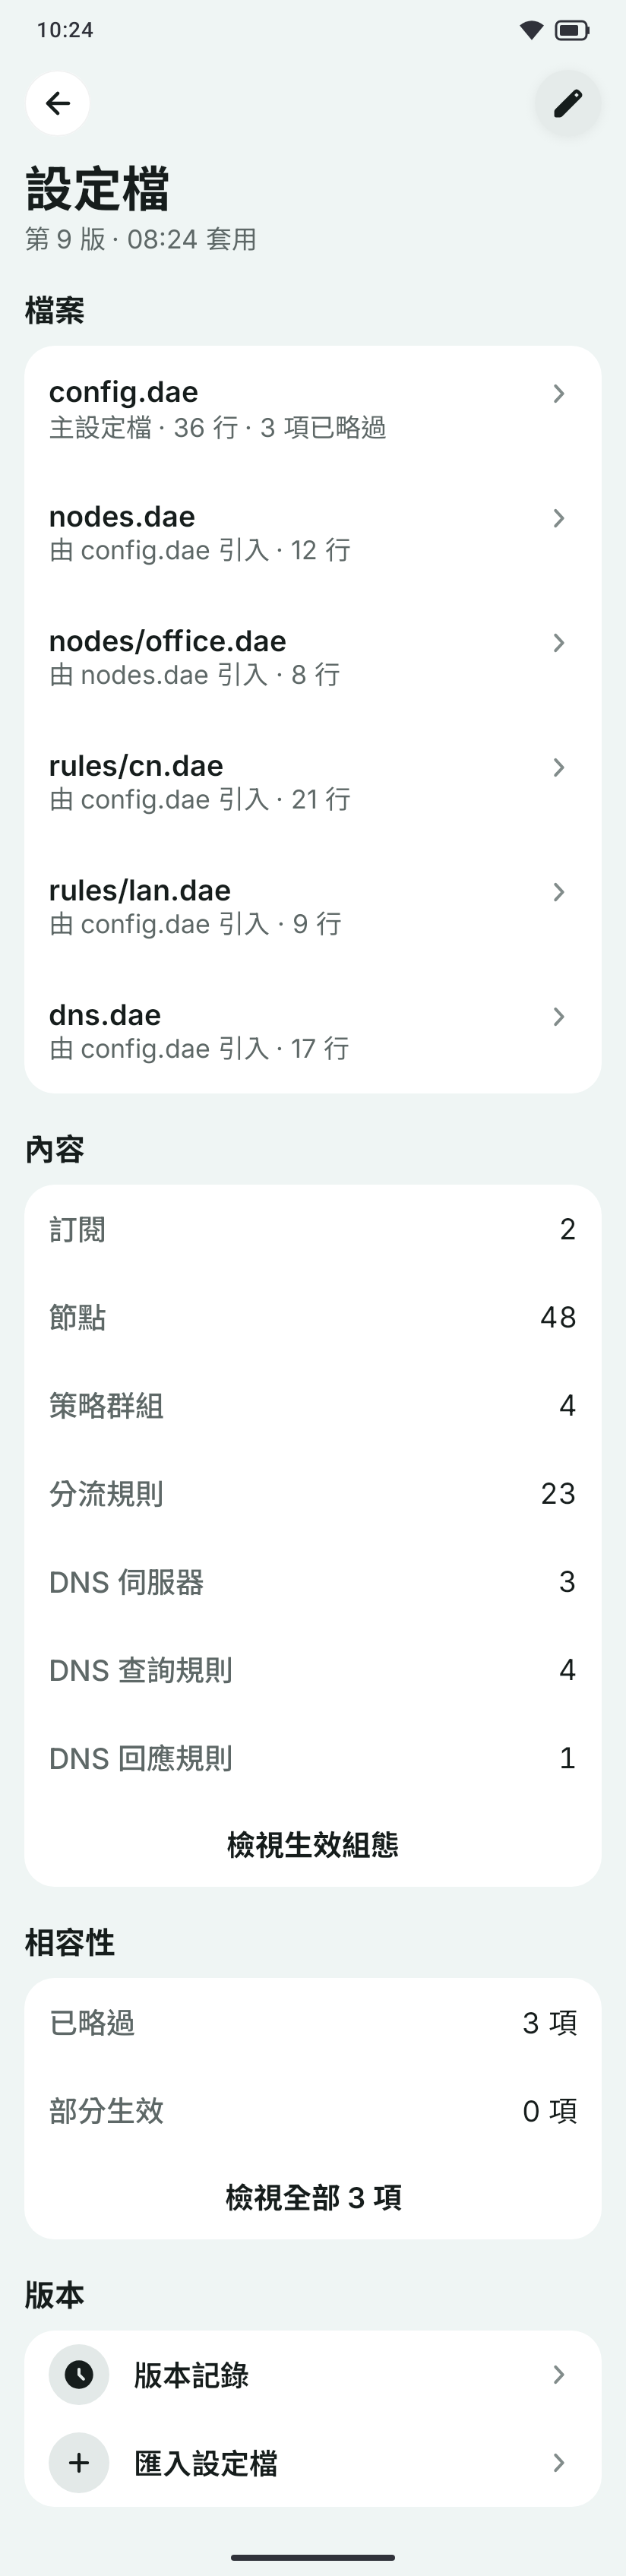 10:24
設定檔
第 9 版 · 08:24 套用
檔案
config.dae
主設定檔 · 36 行 · 3 項已略過
nodes.dae
由 config.dae 引入 · 12 行
nodes/office.dae
由 nodes.dae 引入 · 8 行
rules/cn.dae
由 config.dae 引入 · 21 行
rules/lan.dae
由 config.dae 引入 · 9 行
dns.dae
由 config.dae 引入 · 17 行
內容
訂閱 2
節點 48
策略群組 4
分流規則 23
DNS 伺服器 3
DNS 查詢規則 4
DNS 回應規則 1
檢視生效組態
相容性
已略過 3 項
部分生效 0 項
檢視全部 3 項
版本
版本記錄
匯入設定檔